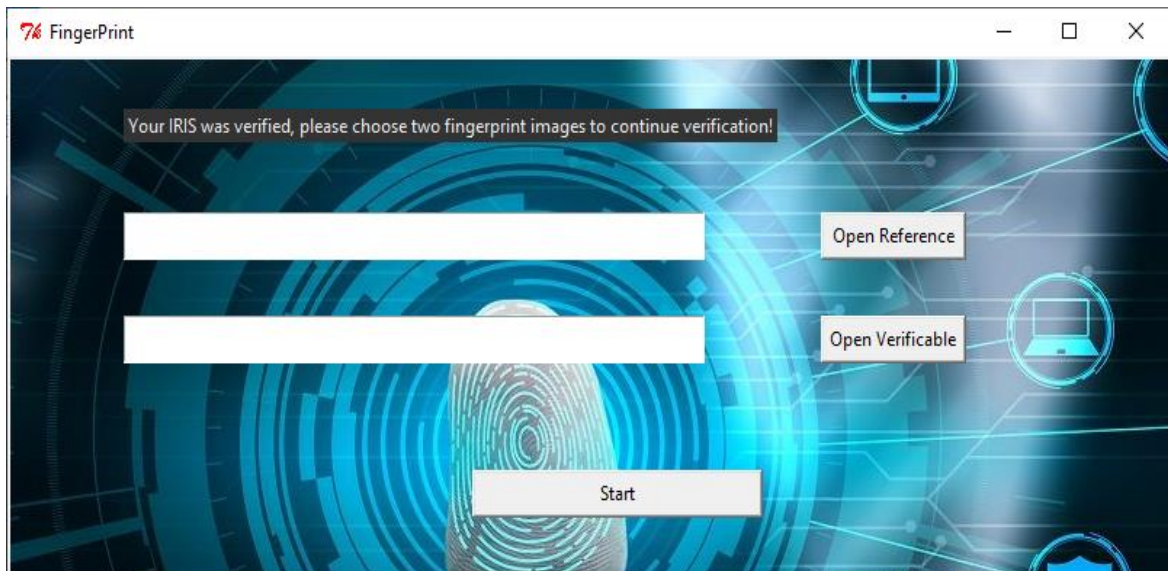 FingerPrint
Your IRIS was verified, please choose two fingerprint images to continue verification!
Open Reference
Open Verificable
Start